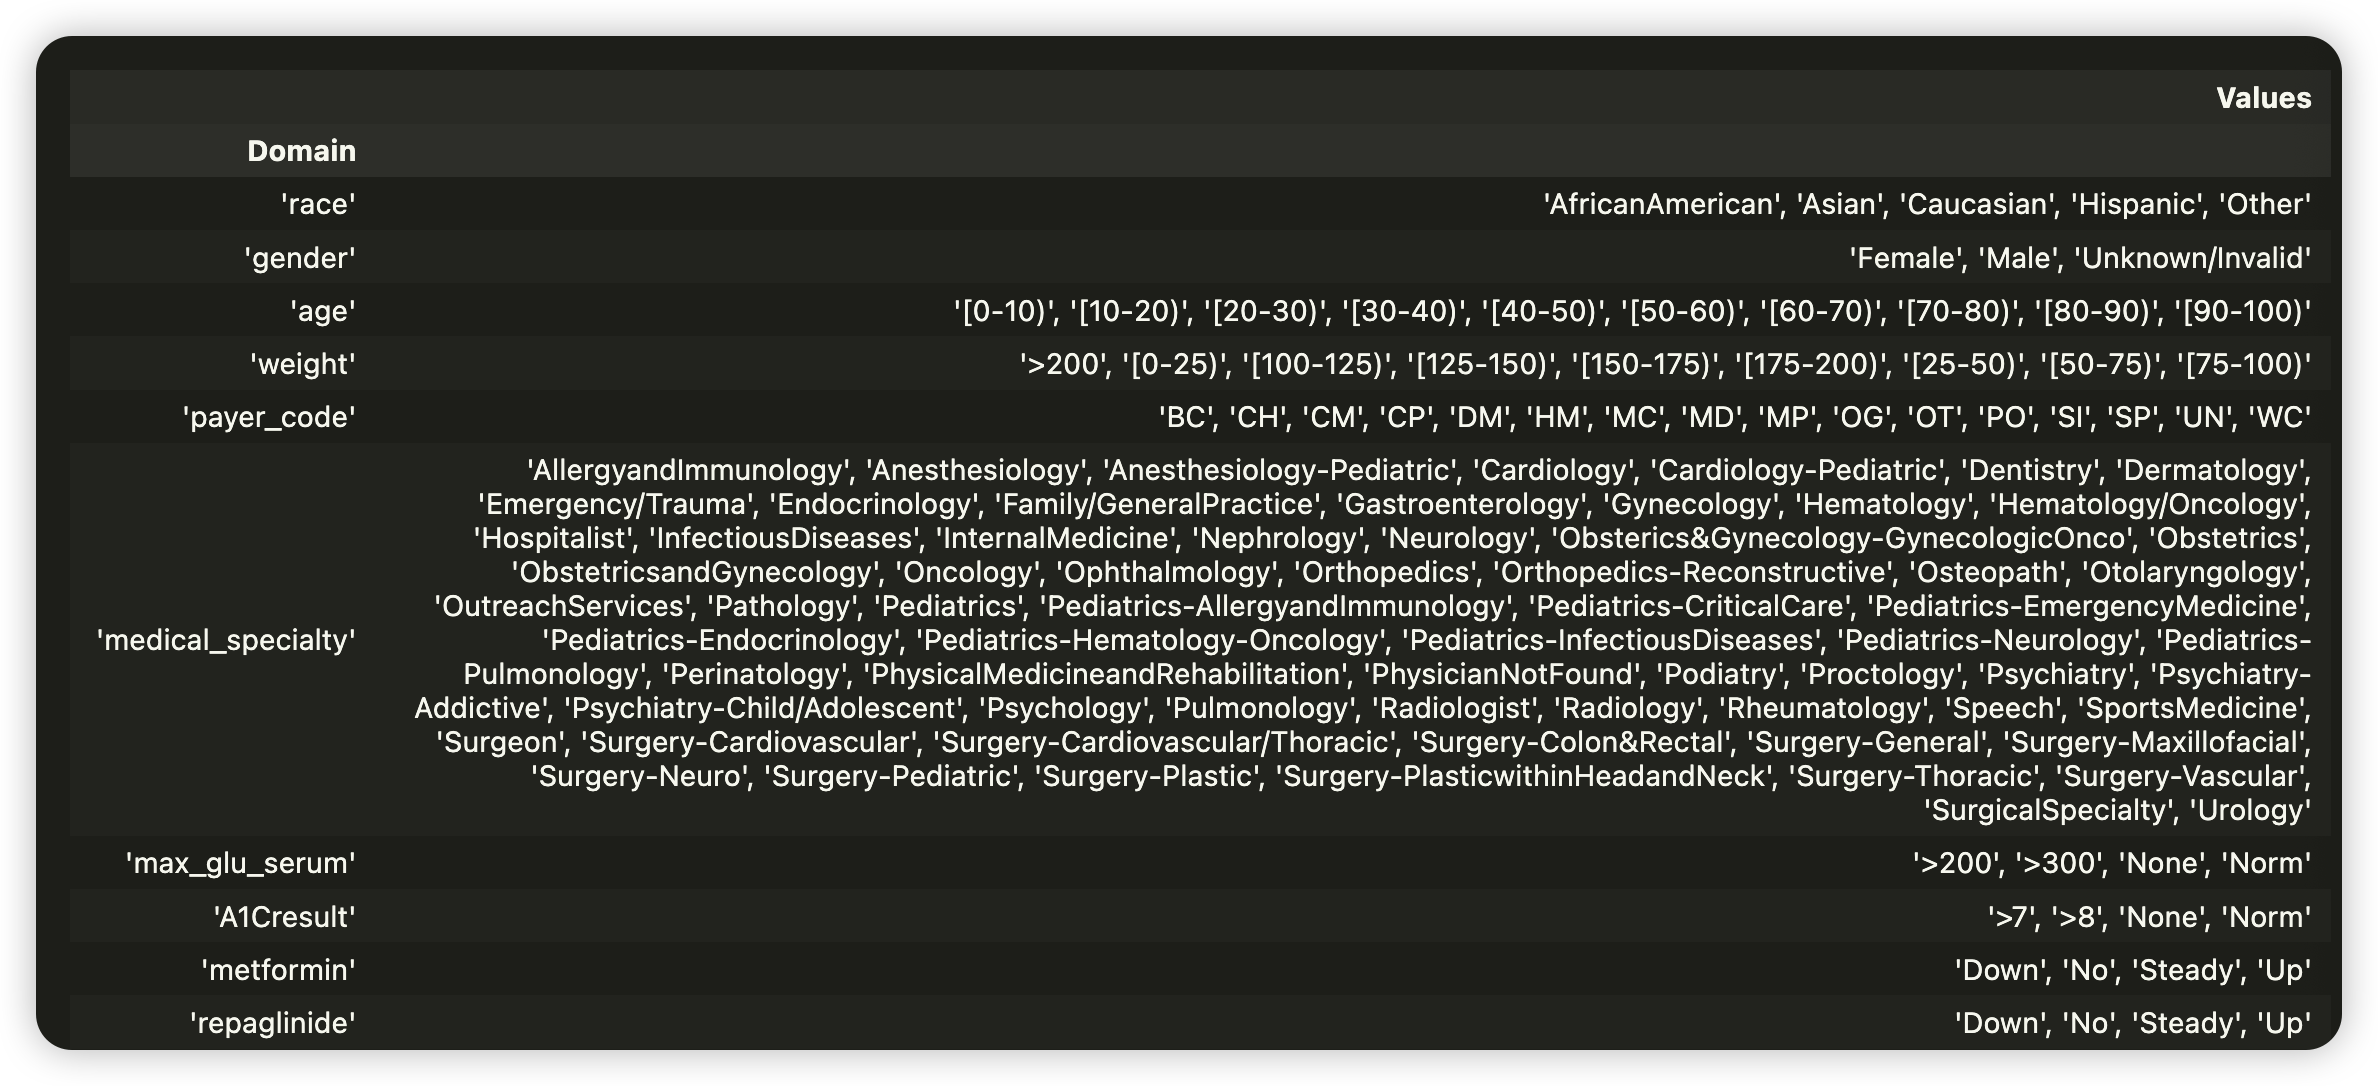 Values
Domain
'race' 'AfricanAmerican', 'Asian', 'Caucasian', 'Hispanic', 'Other'
'gender' 'Female', 'Male', 'Unknown/Invalid'
'age' '[0-10)', '[10-20)', '[20-30)', '[30-40)', '[40-50)', '[50-60)', '[60-70)', '[70-80)', '[80-90)', '[90-100)'
'weight' '>200', '[0-25)', '[100-125)', '[125-150)', '[150-175)', '[175-200)', '[25-50)', '[50-75)', '[75-100)'
'payer_code' 'BC', 'CH', 'CM', 'CP', 'DM', 'HM', 'MC', 'MD', 'MP', 'OG', 'OT', 'PO', 'SI', 'SP', 'UN', 'WC'
'AllergyandImmunology', 'Anesthesiology', 'Anesthesiology-Pediatric', 'Cardiology', 'Cardiology-Pediatric', 'Dentistry', 'Dermatology',
'Emergency/Trauma', 'Endocrinology', 'Family/GeneralPractice', 'Gastroenterology', 'Gynecology', 'Hematology', 'Hematology/Oncology',
'Hospitalist', 'InfectiousDiseases', 'InternalMedicine', 'Nephrology', 'Neurology', 'Obsterics&Gynecology-GynecologicOnco', 'Obstetrics',
'ObstetricsandGynecology', 'Oncology', 'Ophthalmology', 'Orthopedics', 'Orthopedics-Reconstructive', 'Osteopath', 'Otolaryngology',
'OutreachServices', 'Pathology', 'Pediatrics', 'Pediatrics-AllergyandImmunology', 'Pediatrics-CriticalCare', 'Pediatrics-EmergencyMedicine',
'medical_specialty' 'Pediatrics-Endocrinology', 'Pediatrics-Hematology-Oncology', 'Pediatrics-InfectiousDiseases', 'Pediatrics-Neurology', 'Pediatrics-
Pulmonology', 'Perinatology', 'PhysicalMedicineandRehabilitation', 'PhysicianNotFound', 'Podiatry', 'Proctology', 'Psychiatry', 'Psychiatry-
Addictive', 'Psychiatry-Child/Adolescent', 'Psychology', 'Pulmonology', 'Radiologist', 'Radiology', 'Rheumatology', 'Speech', 'SportsMedicine',
'Surgeon', 'Surgery-Cardiovascular', 'Surgery-Cardiovascular/Thoracic', 'Surgery-Colon&Rectal', 'Surgery-General', 'Surgery-Maxillofacial',
'Surgery-Neuro', 'Surgery-Pediatric', 'Surgery-Plastic', 'Surgery-PlasticwithinHeadandNeck', 'Surgery-Thoracic', 'Surgery-Vascular',
'SurgicalSpecialty', 'Urology'
'max_glu_serum' '>200', '>300', 'None', 'Norm'
'A1Cresult' '>7', '>8', 'None', 'Norm'
'metformin' 'Down', 'No', 'Steady', 'Up'
'repaglinide' 'Down', 'No', 'Steady', 'Up'